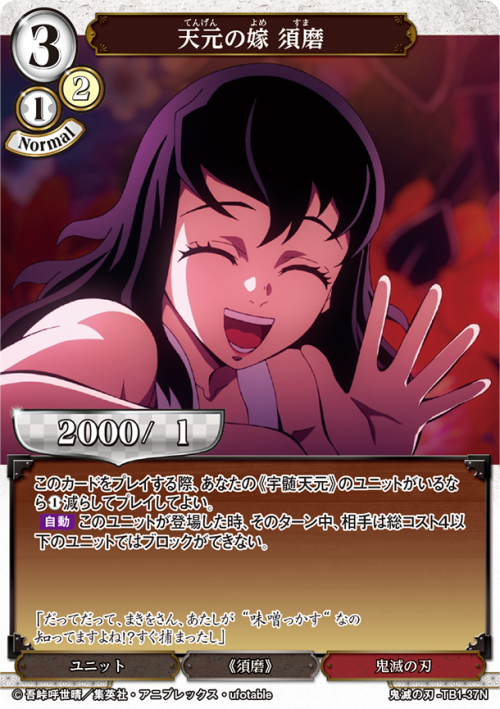 3
てんげん よめ すま
天元の嫁 須磨
1
2
Normal
2000/ 1
このカードをプレイする際、あなたの《宇髄天元》のユニットがいるな
ら❶減らしてプレイしてよい。
自動 このユニットが登場した時、そのターン中、相手は総コスト4以
下のユニットではブロックができない。
「だってだって、まきをさん、あたしが “味噌っかす” なの
知ってますよね!?すぐ捕まったし」
ユニット
《須磨》
鬼滅の刃
©吾峠呼世晴／集英社・アニプレックス・ufotable
鬼滅の刃 -TB1-37N